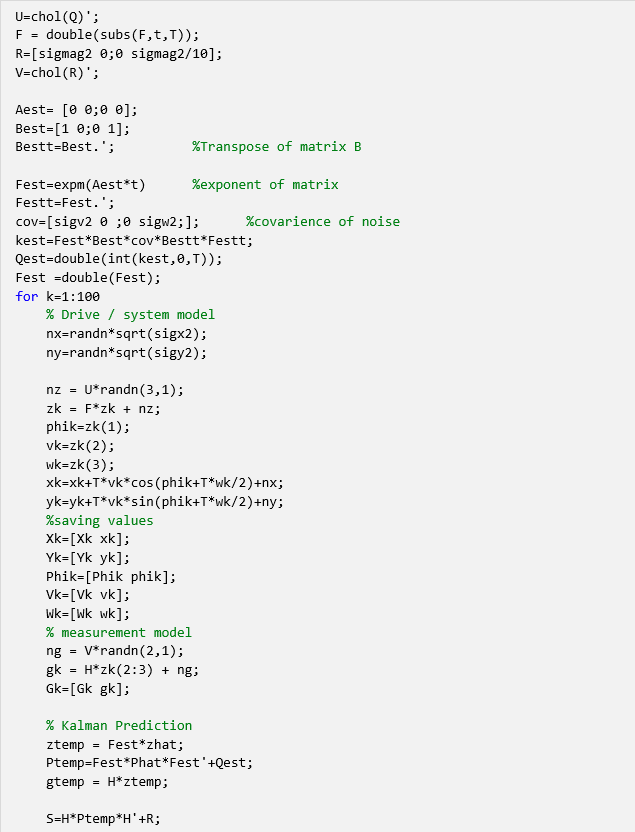 U=chol(Q)';
F = double(subs(F,t,T));
R=[sigmag2 0;0 sigmag2/10];
V=chol(R)';
Aest= [0 0;0 0];
Best=[1 0;0 1];
Bestt=Best.'; %Transpose of matrix B
Fest=expm(Aest*t) %exponent of matrix
Festt=Fest.';
cov=[sigv2 0 ;0 sigw2;]; %covarience of noise
kest=Fest*Best*cov*Bestt*Festt;
Qest=double(int(kest,0,T));
Fest =double(Fest);
for k=1:100
% Drive / system model
nx=randn*sqrt(sigx2);
ny=randn*sqrt(sigy2);
nz = U*randn(3,1);
zk = F*zk + nz;
phik=zk(1);
vk=zk(2);
wk=zk(3);
xk=xk+T*vk*cos(phik+T*wk/2)+nx;
yk=yk+T*vk*sin(phik+T*wk/2)+ny;
%saving values
Xk=[Xk xk];
Yk=[Yk yk];
Phik=[Phik phik];
Vk=[Vk vk];
Wk=[Wk wk];
% measurement model
ng = V*randn(2,1);
gk = H*zk(2:3) + ng;
Gk=[Gk gk];
% Kalman Prediction
ztemp = Fest*zhat;
Ptemp=Fest*Phat*Fest'+Qest;
gtemp = H*ztemp;
S=H*Ptemp*H'+R;